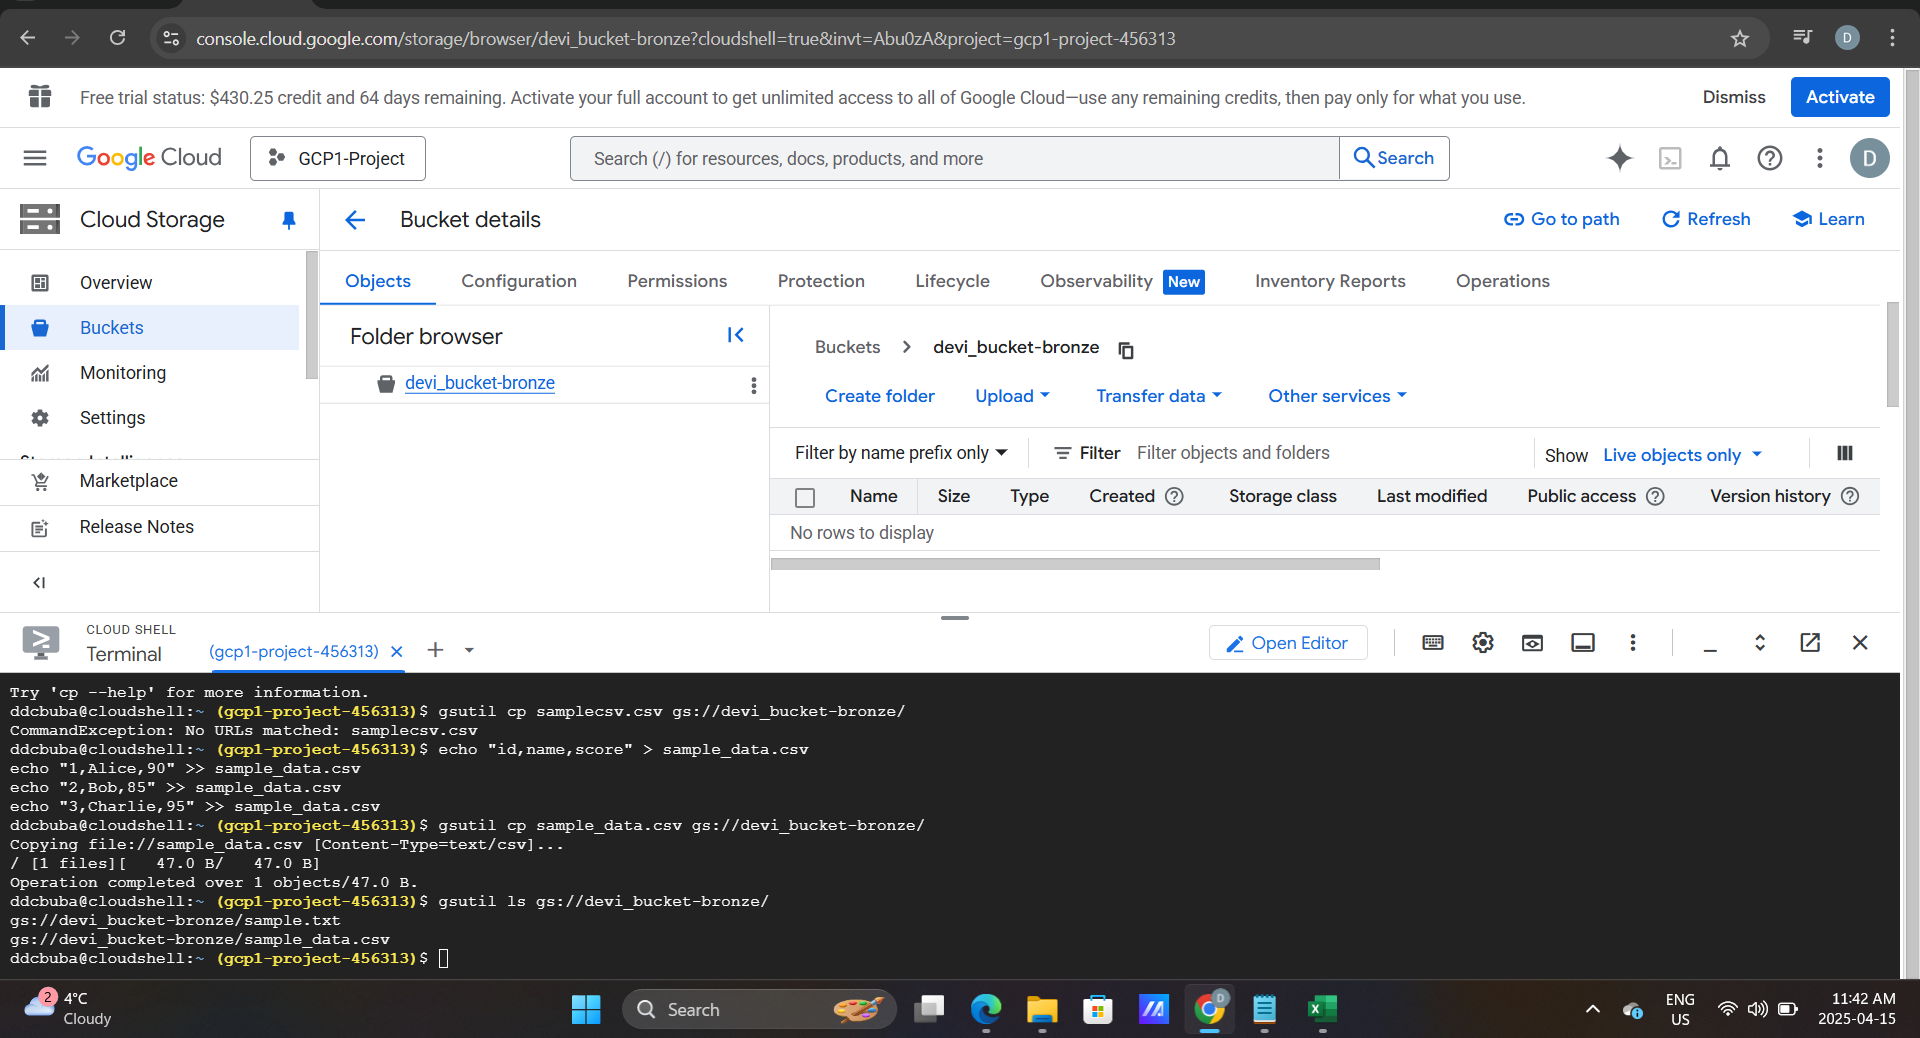 console.cloud.google.com/storage/browser/devi_bucket-bronze?cloudshell=true&invt=Abu0zA&project=gcp1-project-456313
D
Free trial status: $430.25 credit and 64 days remaining. Activate your full account to get unlimited access to all of Google Cloud—use any remaining credits, then pay only for what you use.
Dismiss
Activate
Google Cloud
GCP1-Project
Search (/) for resources, docs, products, and more
Search
D
Cloud Storage
Bucket details
Go to path
Refresh
Learn
Overview
Buckets
Monitoring
Settings
Marketplace
Release Notes
Objects
Configuration
Permissions
Protection
Lifecycle
Observability New
Inventory Reports
Operations
Folder browser
devi_bucket-bronze
Buckets > devi_bucket-bronze
Create folder
Upload
Transfer data
Other services
Filter by name prefix only
Filter
Filter objects and folders
Show Live objects only
Name
Size
Type
Created
Storage class
Last modified
Public access
Version history
No rows to display
CLOUD SHELL
Terminal
(gcp1-project-456313)
Open Editor
Try 'cp --help' for more information.
ddcbuba@cloudshell:~ (gcp1-project-456313)$ gsutil cp samplecsv.csv gs://devi_bucket-bronze/
CommandException: No URLs matched: samplecsv.csv
ddcbuba@cloudshell:~ (gcp1-project-456313)$ echo "id,name,score" > sample_data.csv
echo "1,Alice,90" >> sample_data.csv
echo "2,Bob,85" >> sample_data.csv
echo "3,Charlie,95" >> sample_data.csv
ddcbuba@cloudshell:~ (gcp1-project-456313)$ gsutil cp sample_data.csv gs://devi_bucket-bronze/
Copying file://sample_data.csv [Content-Type=text/csv]...
/ [1 files][   47.0 B/   47.0 B]
Operation completed over 1 objects/47.0 B.
ddcbuba@cloudshell:~ (gcp1-project-456313)$ gsutil ls gs://devi_bucket-bronze/
gs://devi_bucket-bronze/sample.txt
gs://devi_bucket-bronze/sample_data.csv
ddcbuba@cloudshell:~ (gcp1-project-456313)$
2
4°C
Cloudy
Search
D
ENG
US
11:42 AM
2025-04-15